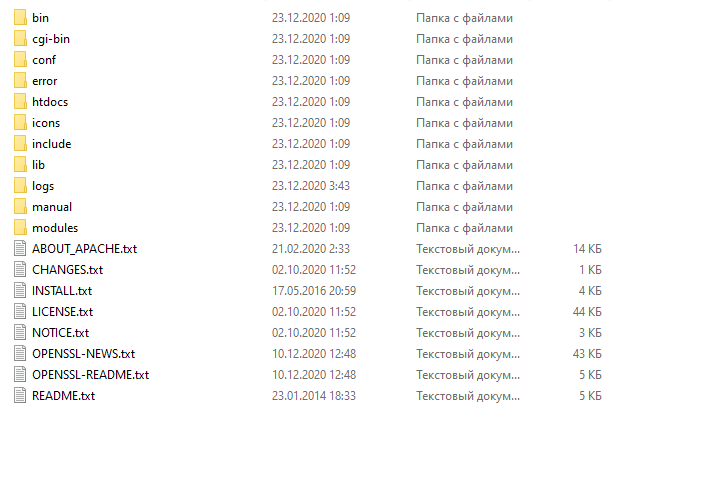 bin 23.12.2020 1:09 Папка с файлами
cgi-bin 23.12.2020 1:09 Папка с файлами
conf 23.12.2020 1:09 Папка с файлами
error 23.12.2020 1:09 Папка с файлами
htdocs 23.12.2020 1:09 Папка с файлами
icons 23.12.2020 1:09 Папка с файлами
include 23.12.2020 1:09 Папка с файлами
lib 23.12.2020 1:09 Папка с файлами
logs 23.12.2020 3:43 Папка с файлами
manual 23.12.2020 1:09 Папка с файлами
modules 23.12.2020 1:09 Папка с файлами
ABOUT_APACHE.txt 21.02.2020 2:33 Текстовый докум... 14 КБ
CHANGES.txt 02.10.2020 11:52 Текстовый докум... 1 КБ
INSTALL.txt 17.05.2016 20:59 Текстовый докум... 4 КБ
LICENSE.txt 02.10.2020 11:52 Текстовый докум... 44 КБ
NOTICE.txt 02.10.2020 11:52 Текстовый докум... 3 КБ
OPENSSL-NEWS.txt 10.12.2020 12:48 Текстовый докум... 43 КБ
OPENSSL-README.txt 10.12.2020 12:48 Текстовый докум... 5 КБ
README.txt 23.01.2014 18:33 Текстовый докум... 5 КБ